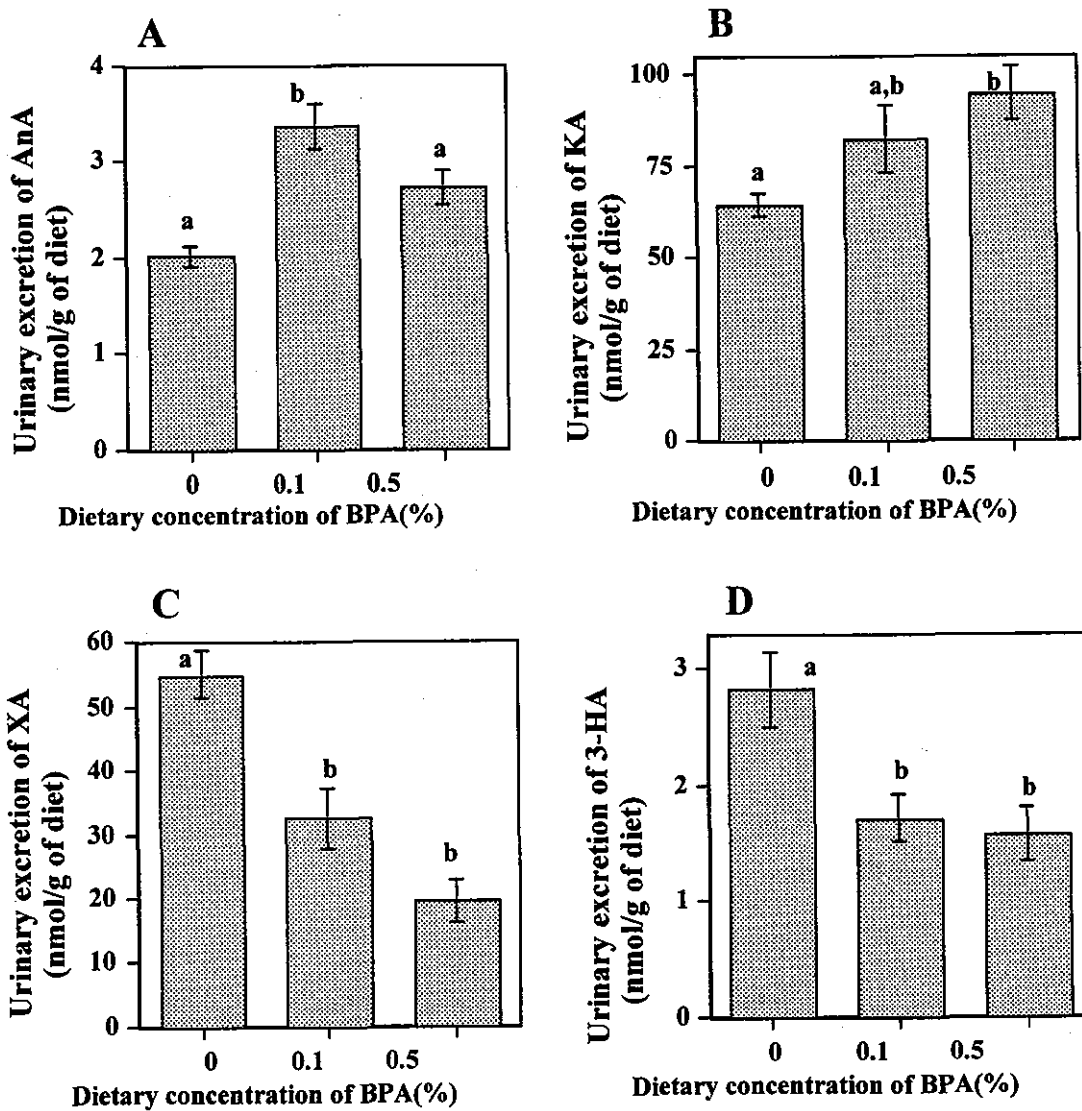 A
Urinary excretion of AnA
(nmol/g of diet)
4
3
2
1
0
a
b
a
0 0.1 0.5
Dietary concentration of BPA(%)
B
Urinary excretion of KA
(nmol/g of diet)
100
75
50
25
0
a
a,b
b
0 0.1 0.5
Dietary concentration of BPA(%)
C
Urinary excretion of XA
(nmol/g of diet)
60
50
40
30
20
10
0
a
b
b
0 0.1 0.5
Dietary concentration of BPA(%)
D
Urinary excretion of 3-HA
(nmol/g of diet)
3
2
1
0
a
b
b
0 0.1 0.5
Dietary concentration of BPA(%)